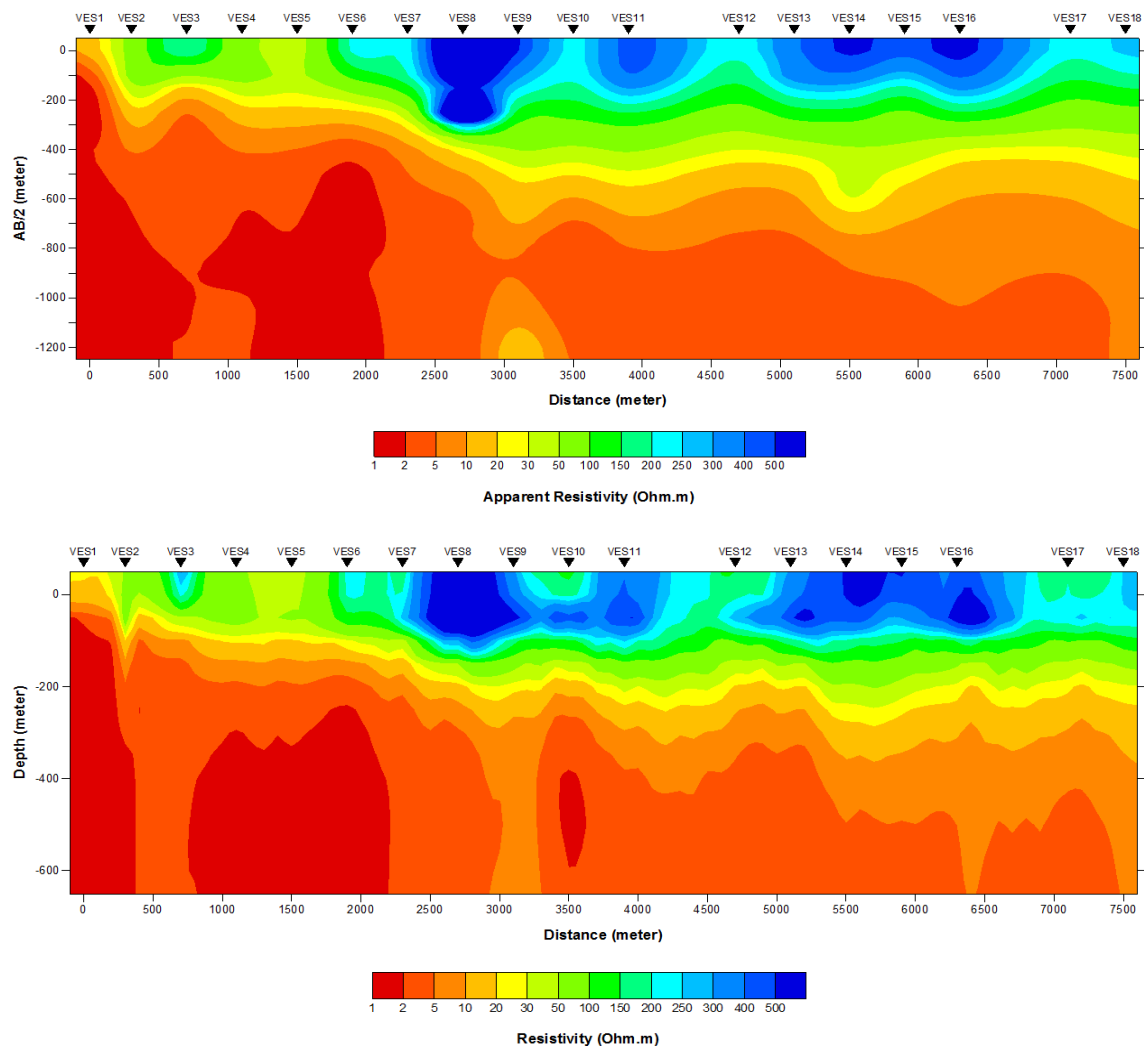 VES1 VES2 VES3 VES4 VES5 VES6 VES7 VES8 VES9 VES10 VES11 VES12 VES13 VES14 VES15 VES16 VES17 VES18
0
-200
-400
-600
-800
-1000
-1200
AB/2 (meter)
0 500 1000 1500 2000 2500 3000 3500 4000 4500 5000 5500 6000 6500 7000 7500
Distance (meter)
1 2 5 10 20 30 50 100 150 200 250 300 400 500
Apparent Resistivity (Ohm.m)
VES1 VES2 VES3 VES4 VES5 VES6 VES7 VES8 VES9 VES10 VES11 VES12 VES13 VES14 VES15 VES16 VES17 VES18
0
-200
-400
-600
Depth (meter)
0 500 1000 1500 2000 2500 3000 3500 4000 4500 5000 5500 6000 6500 7000 7500
Distance (meter)
1 2 5 10 20 30 50 100 150 200 250 300 400 500
Resistivity (Ohm.m)